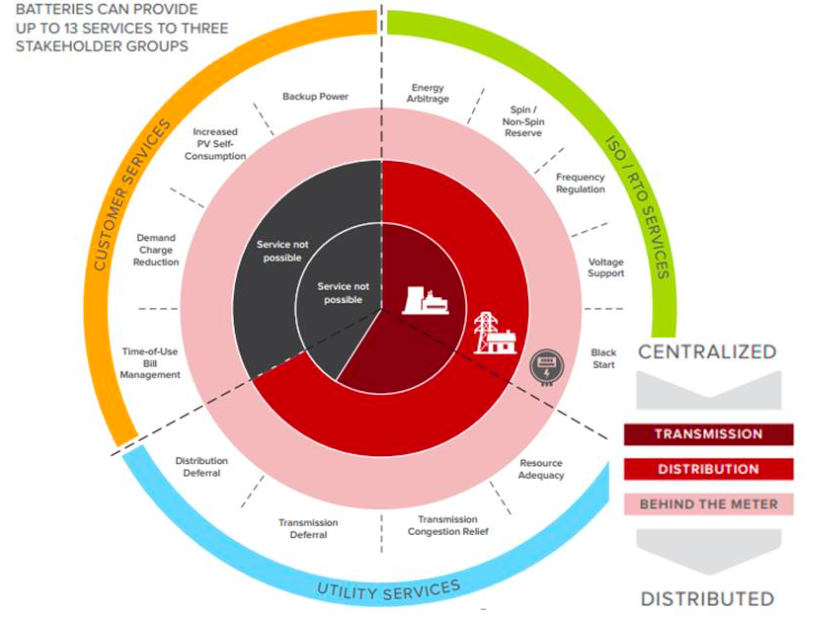 BATTERIES CAN PROVIDE
UP TO 13 SERVICES TO THREE
STAKEHOLDER GROUPS
CUSTOMER SERVICES
ISO / RTO SERVICES
UTILITY SERVICES
Backup Power
Increased
PV Self-
Consumption
Demand
Charge
Reduction
Time-of-Use
Bill
Management
Energy
Arbitrage
Spin /
Non-Spin
Reserve
Frequency
Regulation
Voltage
Support
Black
Start
Resource
Adequacy
Transmission
Congestion Relief
Transmission
Deferral
Distribution
Deferral
Service not
possible
Service not
possible
CENTRALIZED
TRANSMISSION
DISTRIBUTION
BEHIND THE METER
DISTRIBUTED